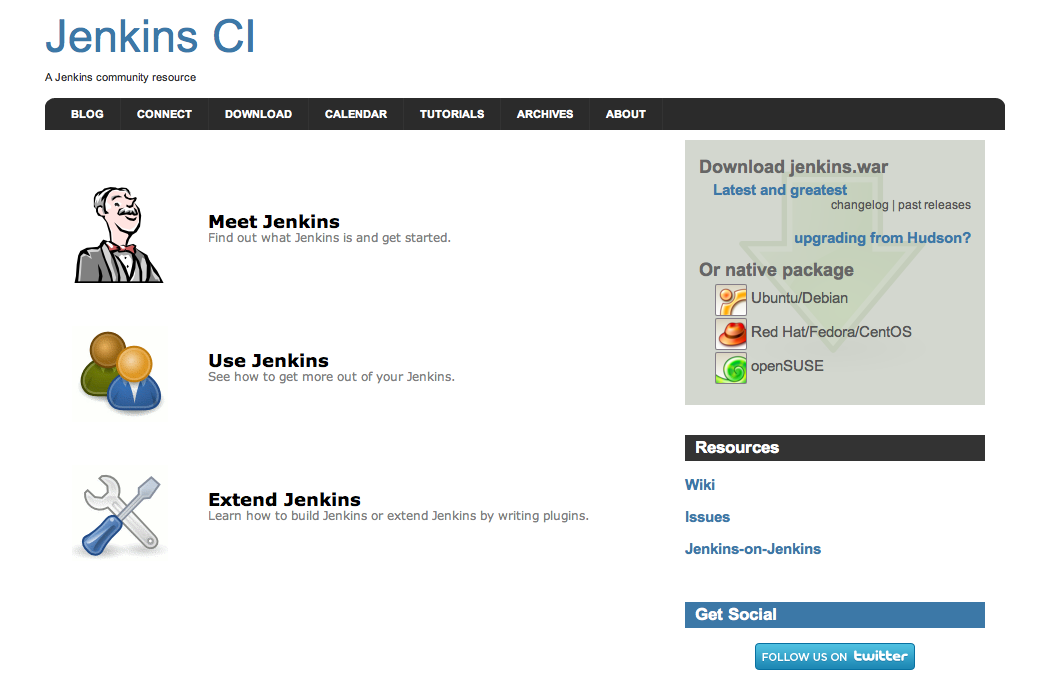 Jenkins CI
A Jenkins community resource
BLOG CONNECT DOWNLOAD CALENDAR TUTORIALS ARCHIVES ABOUT
Meet Jenkins
Find out what Jenkins is and get started.
Use Jenkins
See how to get more out of your Jenkins.
Extend Jenkins
Learn how to build Jenkins or extend Jenkins by writing plugins.
Download jenkins.war
Latest and greatest
changelog | past releases
upgrading from Hudson?
Or native package
Ubuntu/Debian
Red Hat/Fedora/CentOS
openSUSE
Resources
Wiki
Issues
Jenkins-on-Jenkins
Get Social
FOLLOW US ON twitter